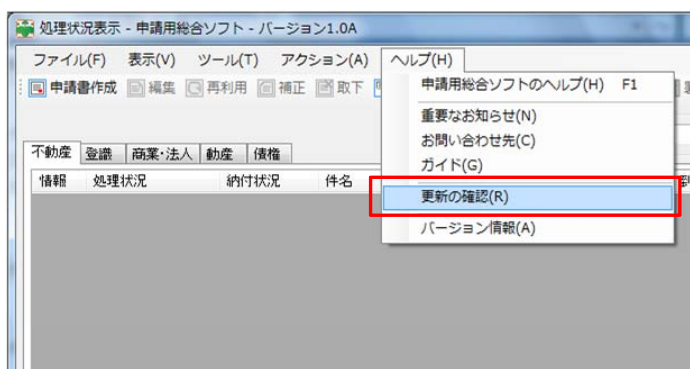 処理状況表示 - 申請用総合ソフト - バージョン1.0A
ファイル(F) 表示(V) ツール(T) アクション(A) ヘルプ(H)
申請書作成 編集 再利用 補正 取下
申請用総合ソフトのヘルプ(H) F1
重要なお知らせ(N)
お問い合わせ先(C)
ガイド(G)
更新の確認(R)
バージョン情報(A)
不動産 登識 商業・法人 動産 債権
情報 処理状況 納付状況 件名